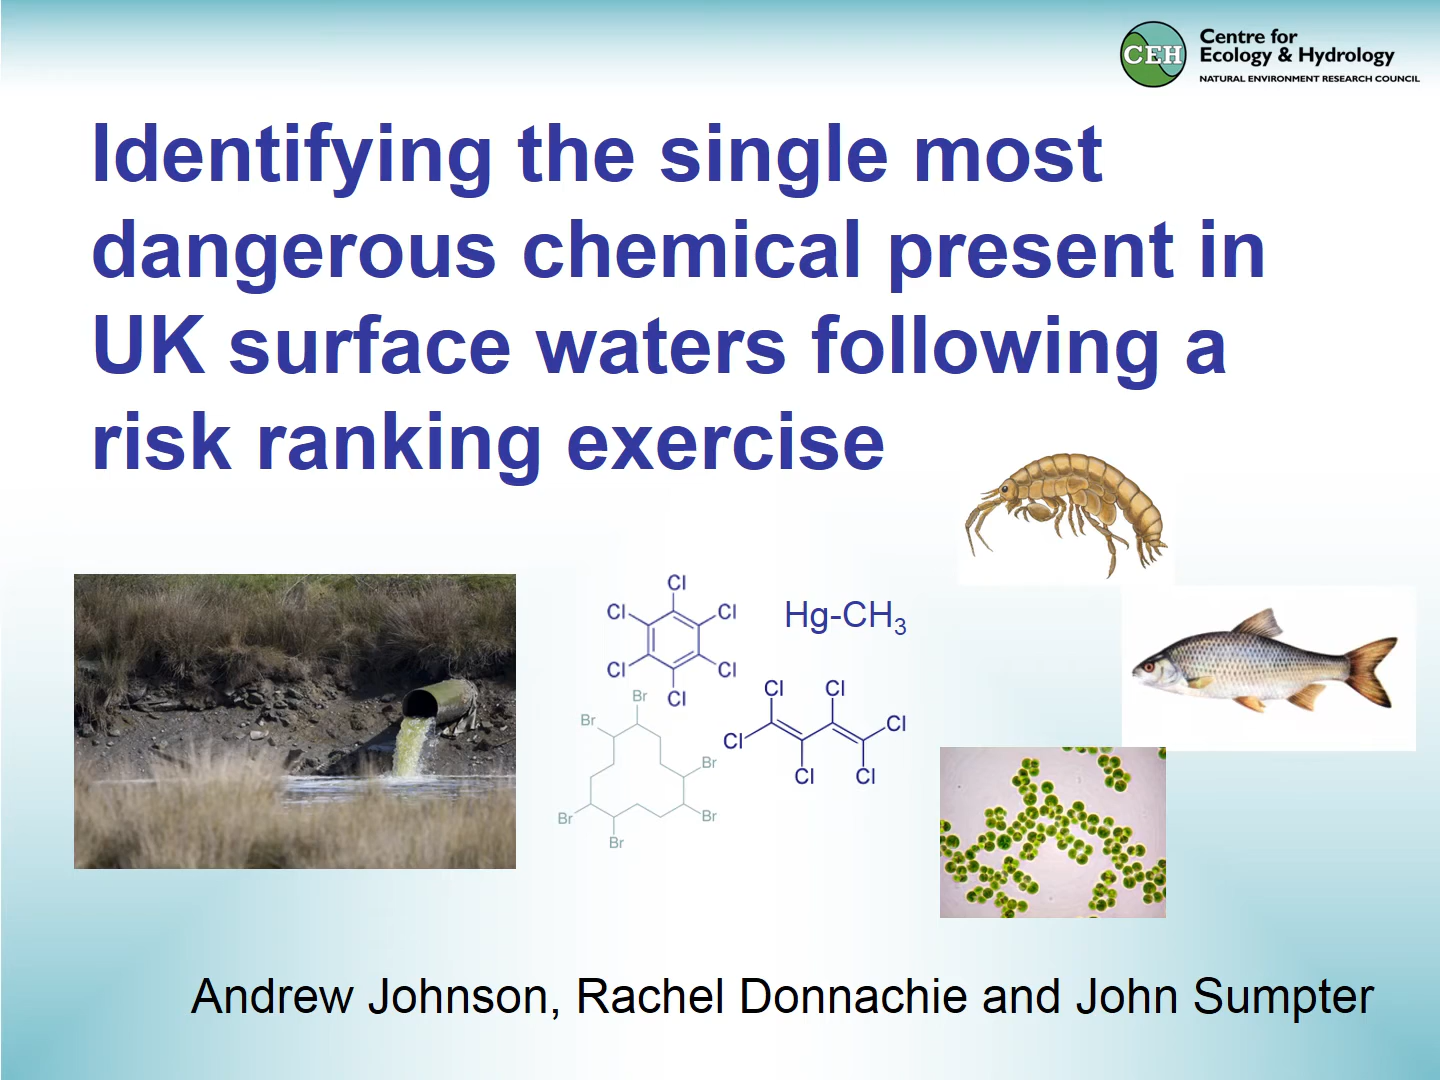 CEH
Centre for
Ecology & Hydrology
NATURAL ENVIRONMENT RESEARCH COUNCIL
Identifying the single most
dangerous chemical present in
UK surface waters following a
risk ranking exercise
Cl
Cl
Cl
Cl
Cl
Cl
Hg-CH₃
Cl
Cl
Cl
Cl
Cl
Cl
Br
Br
Br
Br
Br
Br
Andrew Johnson, Rachel Donnachie and John Sumpter